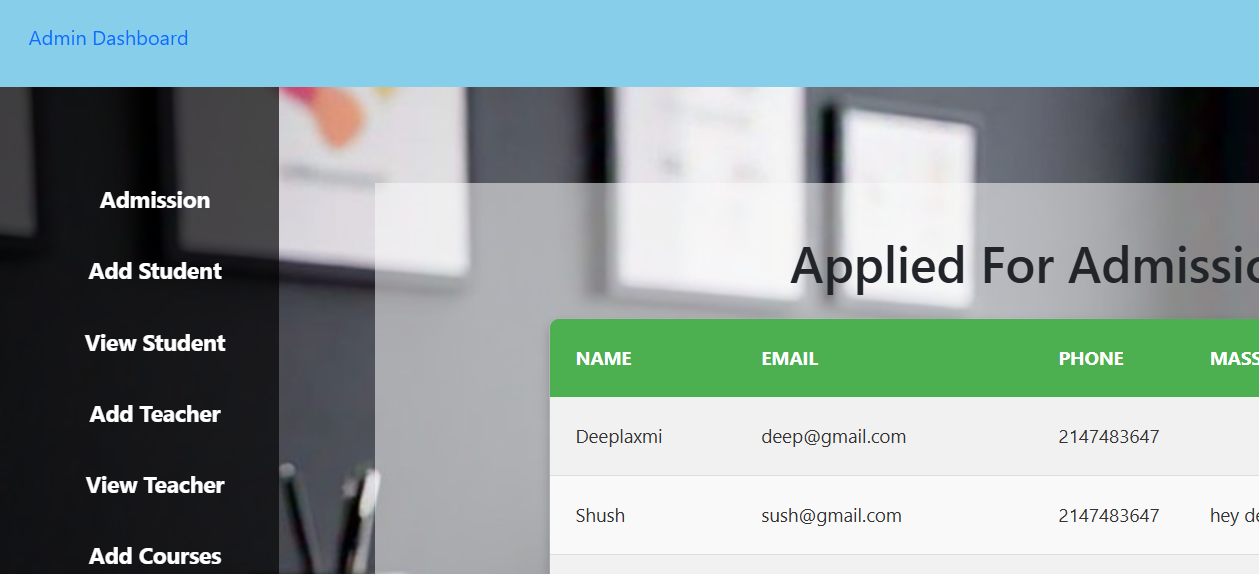 Admin Dashboard
Admission
Add Student
View Student
Add Teacher
View Teacher
Add Courses
Applied For Admissio
NAME EMAIL PHONE MASS
Deeplaxmi deep@gmail.com 2147483647
Shush sush@gmail.com 2147483647 hey de